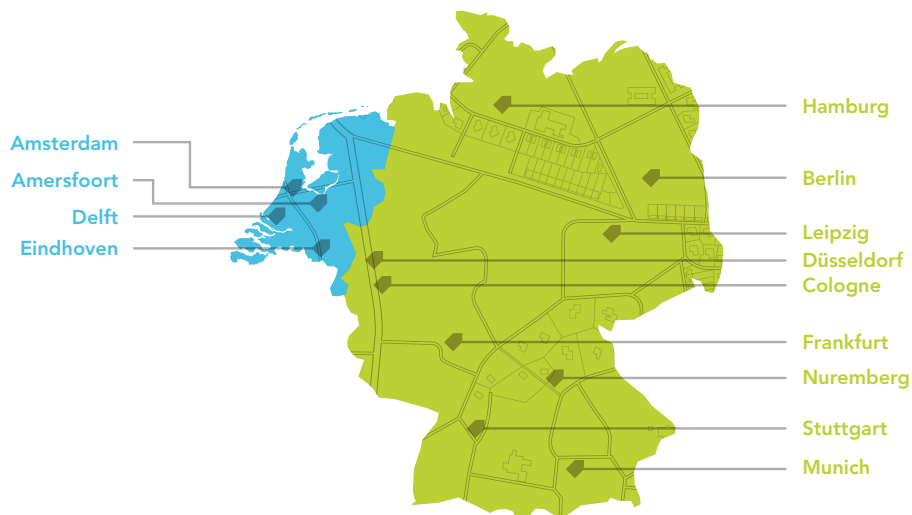 Amsterdam
Amersfoort
Delft
Eindhoven
Hamburg
Berlin
Leipzig
Düsseldorf
Cologne
Frankfurt
Nuremberg
Stuttgart
Munich